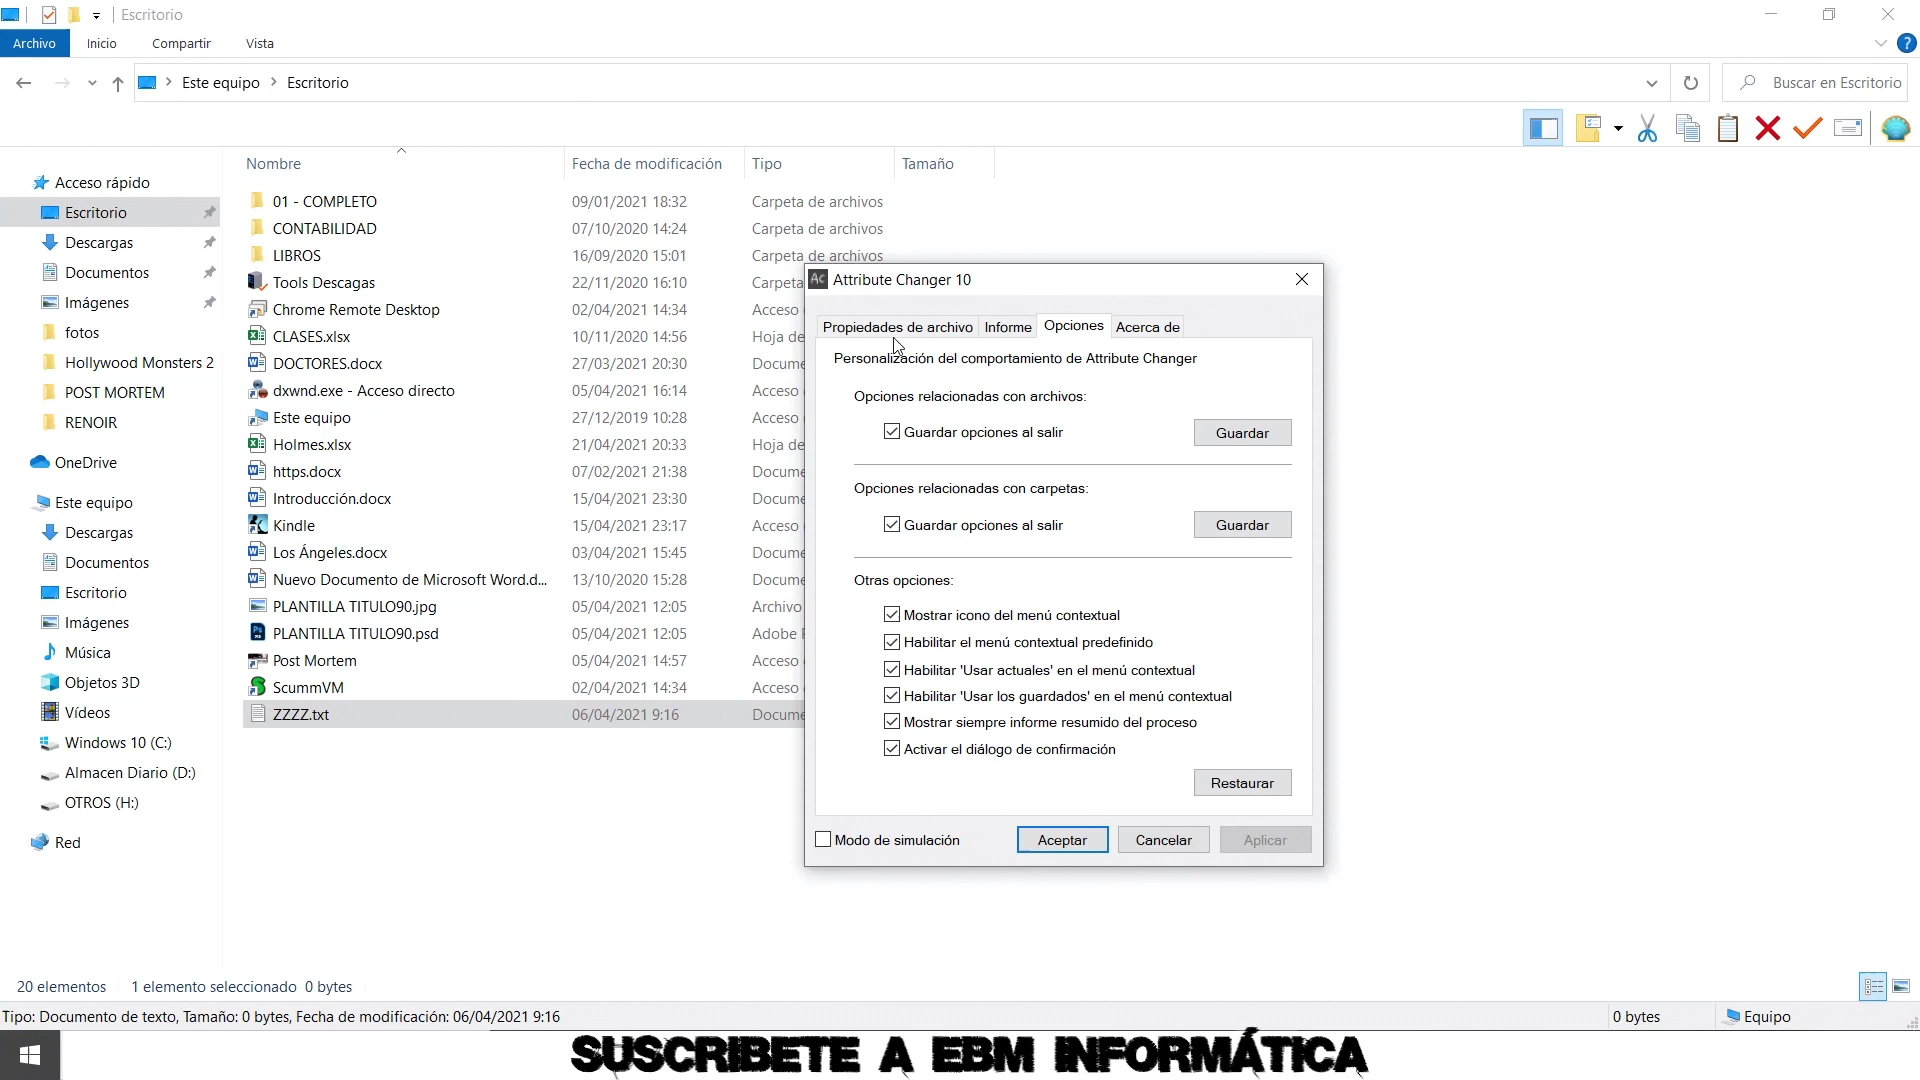 Escritorio
Archivo Inicio Compartir Vista
Este equipo Escritorio
Buscar en Escritorio
Nombre Fecha de modificación Tipo Tamaño
Acceso rápido
Escritorio
Descargas
Documentos
Imágenes
fotos
Hollywood Monsters 2
POST MORTEM
RENOIR
OneDrive
Este equipo
Descargas
Documentos
Escritorio
Imágenes
Música
Objetos 3D
Vídeos
Windows 10 (C:)
Almacen Diario (D:)
OTROS (H:)
Red
01 - COMPLETO 09/01/2021 18:32 Carpeta de archivos
CONTABILIDAD 07/10/2020 14:24 Carpeta de archivos
LIBROS 16/09/2020 15:01 Carpeta de archivos
Tools Descagas 22/11/2020 16:10 Carpeta
Chrome Remote Desktop 02/04/2021 14:34 Acceso
CLASES.xlsx 10/11/2020 14:56 Hoja de
DOCTORES.docx 27/03/2021 20:30 Docume
dxwnd.exe - Acceso directo 05/04/2021 16:14 Acceso
Este equipo 27/12/2019 10:28 Acceso
Holmes.xlsx 21/04/2021 20:33 Hoja de
https.docx 07/02/2021 21:38 Docume
Introducción.docx 15/04/2021 23:30 Docume
Kindle 15/04/2021 23:17 Acceso
Los Ángeles.docx 03/04/2021 15:45 Docume
Nuevo Documento de Microsoft Word.d... 13/10/2020 15:28 Docume
PLANTILLA TITULO90.jpg 05/04/2021 12:05 Archivo
PLANTILLA TITULO90.psd 05/04/2021 12:05 Adobe
Post Mortem 05/04/2021 14:57 Acceso
ScummVM 02/04/2021 14:34 Acceso
ZZZZ.txt 06/04/2021 9:16 Docume
Ac Attribute Changer 10
Propiedades de archivo Informe Opciones Acerca de
Personalización del comportamiento de Attribute Changer
Opciones relacionadas con archivos:
Guardar opciones al salir Guardar
Opciones relacionadas con carpetas:
Guardar opciones al salir Guardar
Otras opciones:
Mostrar icono del menú contextual
Habilitar el menú contextual predefinido
Habilitar 'Usar actuales' en el menú contextual
Habilitar 'Usar los guardados' en el menú contextual
Mostrar siempre informe resumido del proceso
Activar el diálogo de confirmación
Restaurar
Modo de simulación Aceptar Cancelar Aplicar
20 elementos 1 elemento seleccionado 0 bytes
Tipo: Documento de texto, Tamaño: 0 bytes, Fecha de modificación: 06/04/2021 9:16 0 bytes Equipo
SUSCRIBETE A EBM INFORMÁTICA